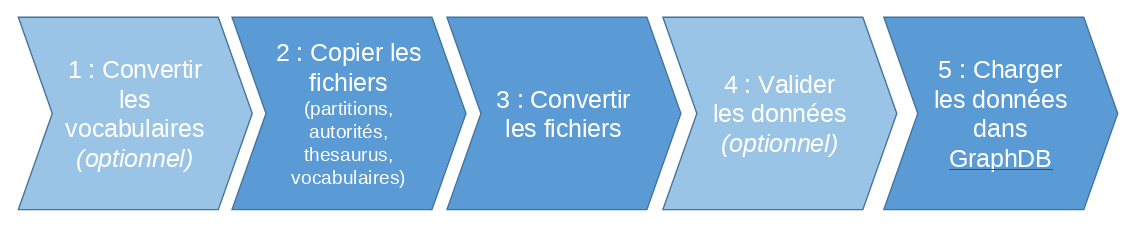 1 : Convertir
les
vocabulaires
(optionnel)
2 : Copier les
fichiers
(partitions,
autorités,
thesaurus,
vocabulaires)
3 : Convertir
les fichiers
4 : Valider
les données
(optionnel)
5 : Charger
les données
dans
GraphDB